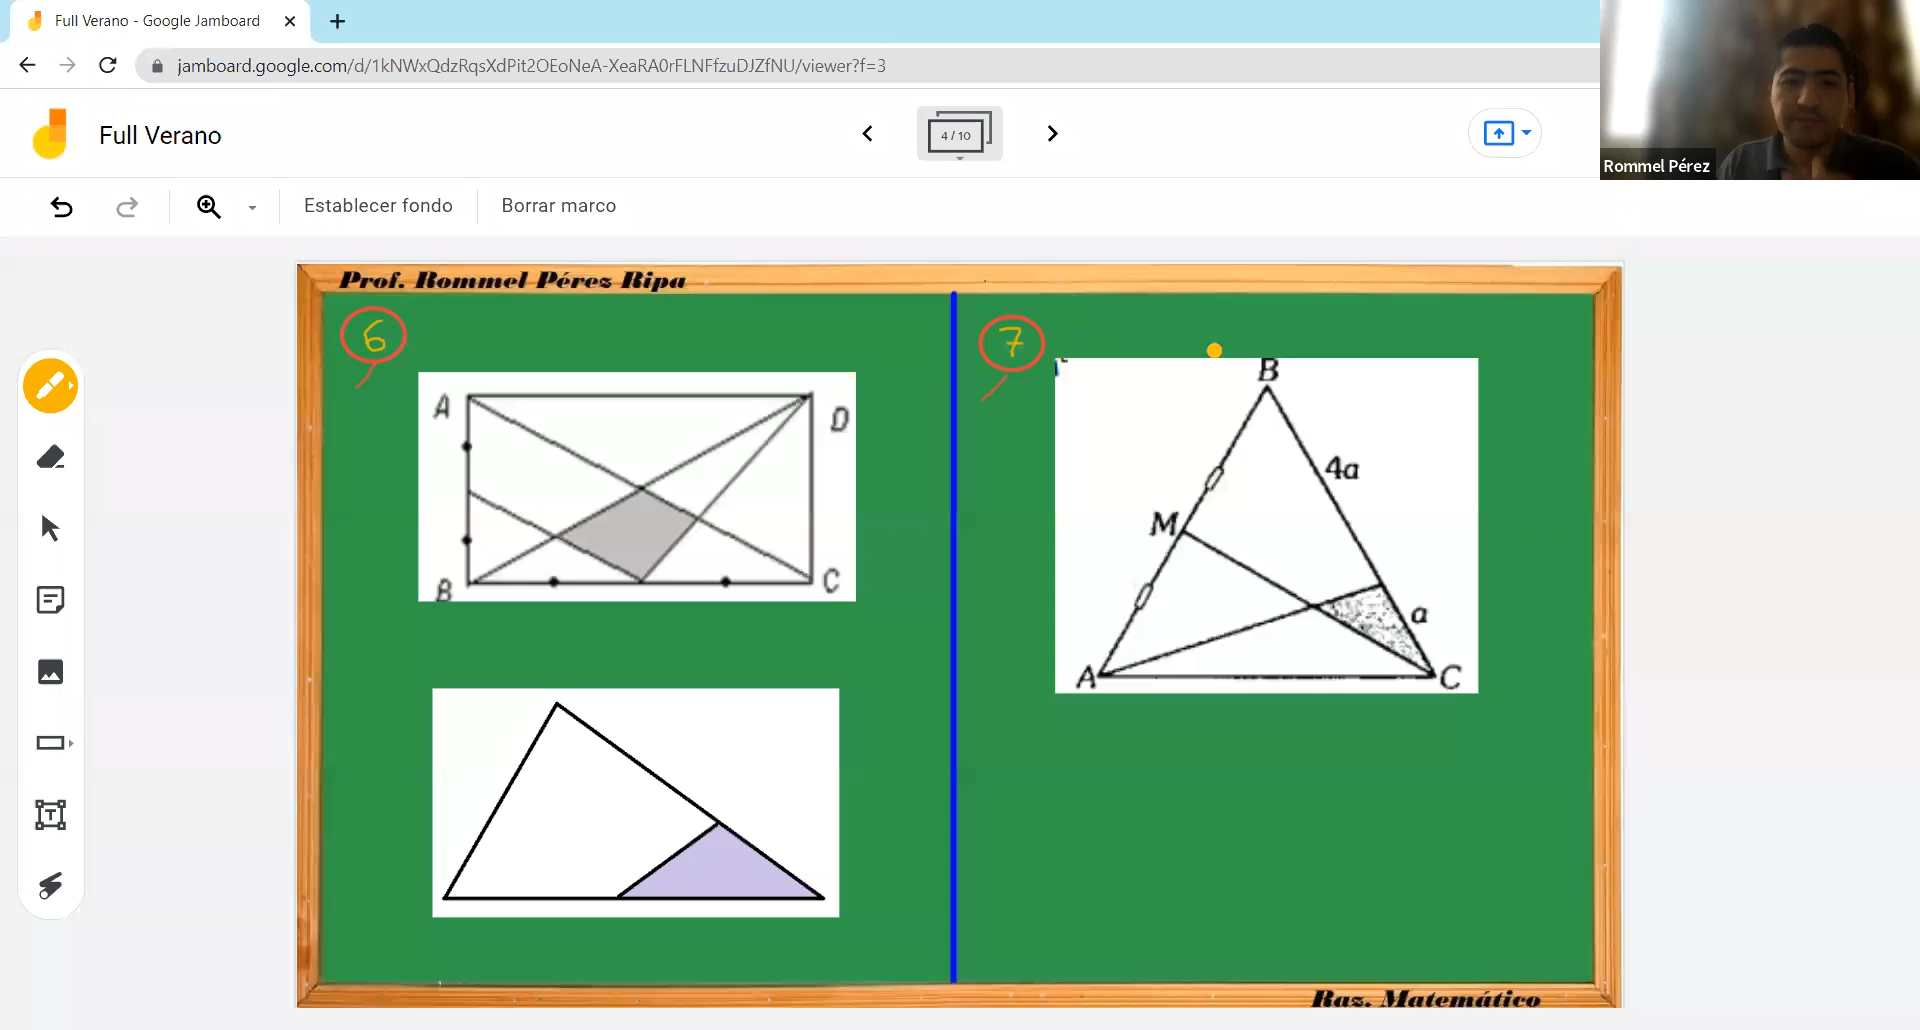 Full Verano - Google Jamboard
jamboard.google.com/d/1kNWxQdzRqsXdPit2OEoNeA-XeaRA0rFLNFfzuDJZfNU/viewer?f=3
Full Verano
4 / 10
Rommel Pérez
Establecer fondo
Borrar marco
Prof. Rommel Pérez Ripa
6
A
D
B
C
7
B
4a
M
a
A
C
Raz. Matemático